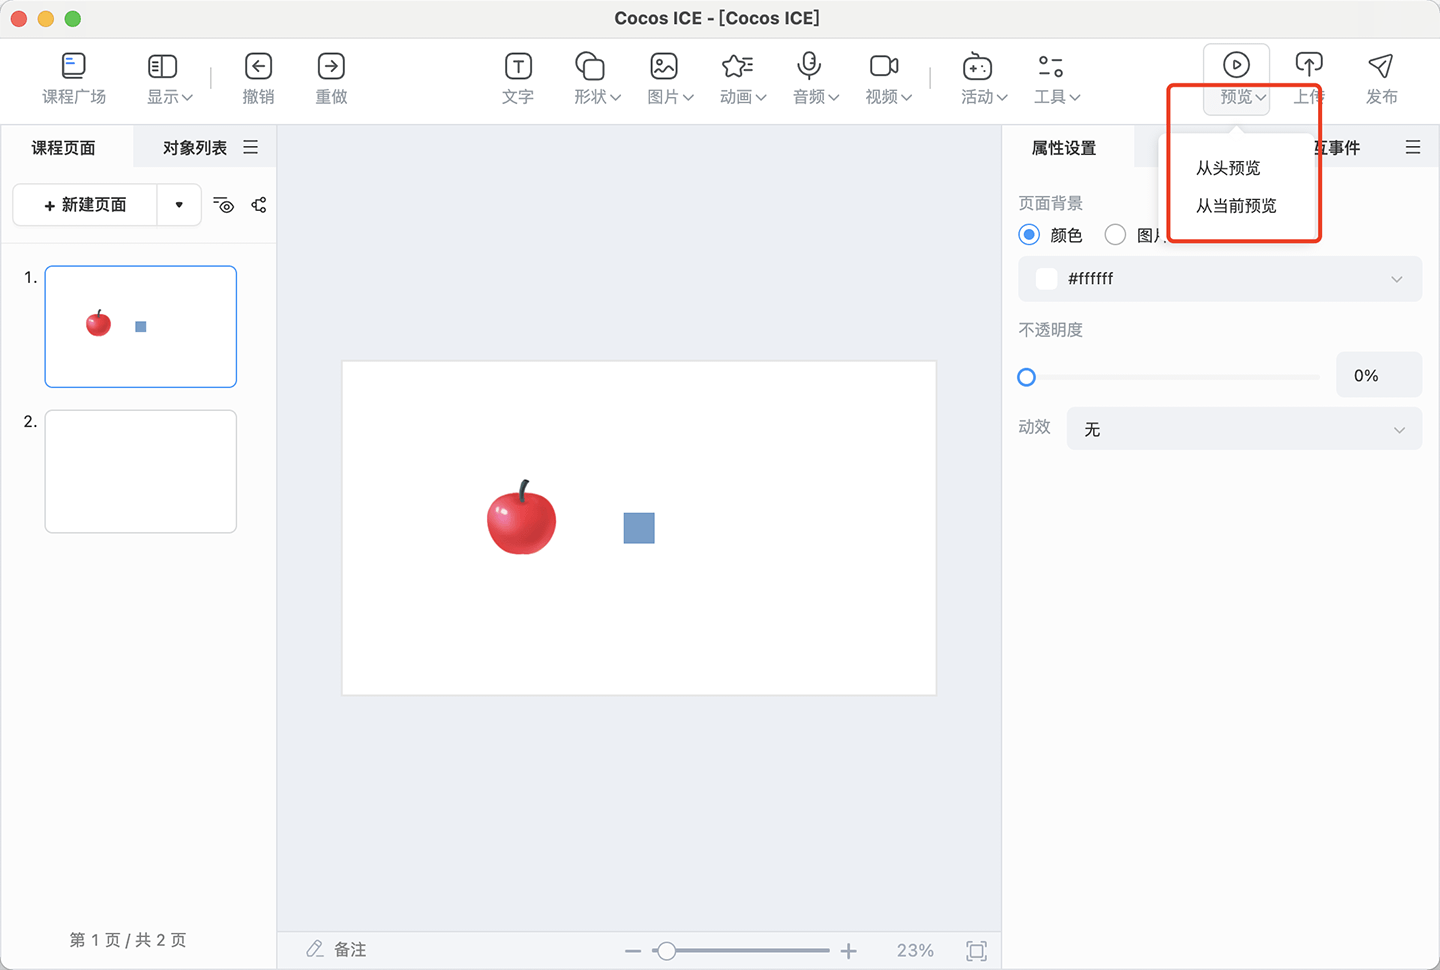 Cocos ICE - [Cocos ICE]
课程广场 显示 撤销 重做 文字 形状 图片 动画 音频 视频 活动 工具 预览 上传 发布
课程页面 对象列表
+ 新建页面
1.
2.
第 1 页 / 共 2 页
备注
23%
从头预览
从当前预览
属性设置 互事件
页面背景
颜色 图片
#ffffff
不透明度
0%
动效 无